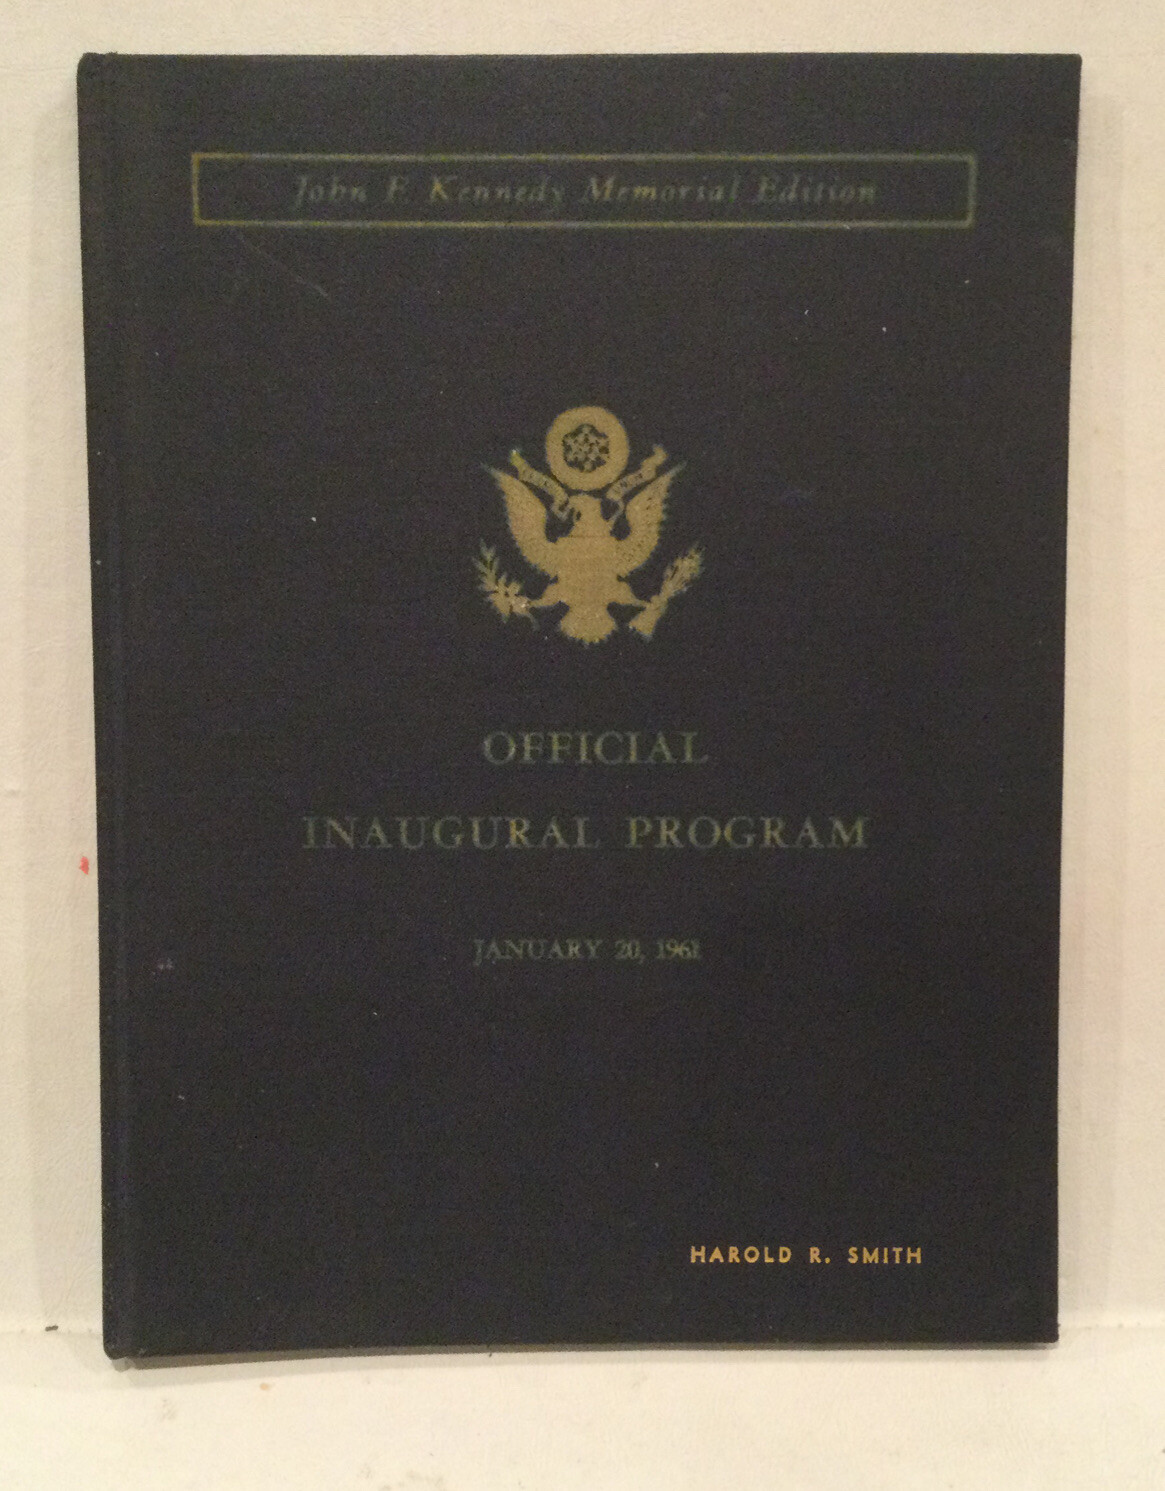 John F. Kennedy Memorial Edition
OFFICIAL
INAUGURAL PROGRAM
JANUARY 20, 1961
HAROLD R. SMITH